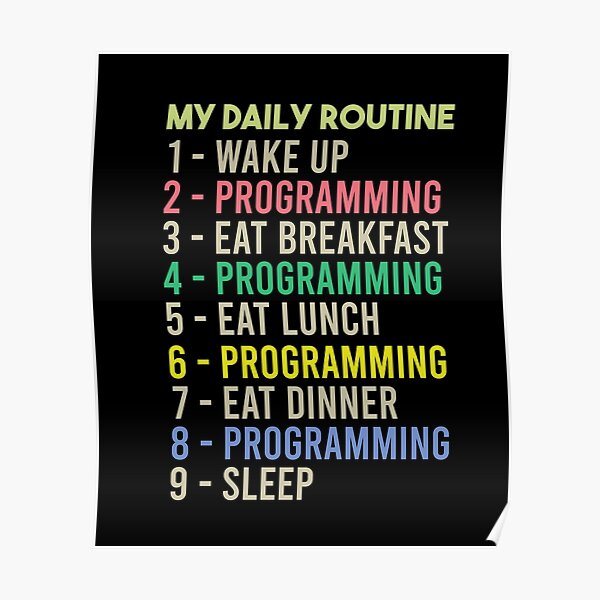 MY DAILY ROUTINE
1 - WAKE UP
2 - PROGRAMMING
3 - EAT BREAKFAST
4 - PROGRAMMING
5 - EAT LUNCH
6 - PROGRAMMING
7 - EAT DINNER
8 - PROGRAMMING
9 - SLEEP